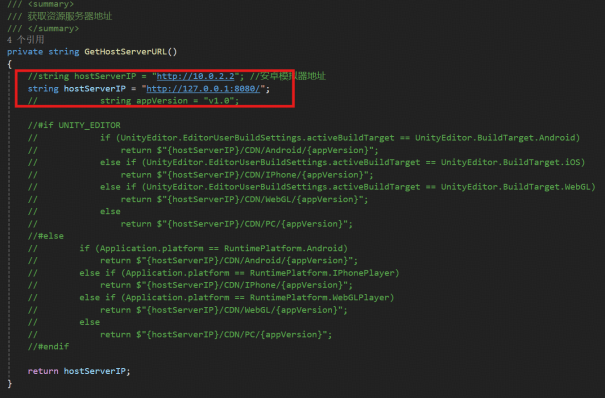 /// <summary>
/// 获取资源服务器地址
/// </summary>
4 个引用
private string GetHostServerURL()
{
//string hostServerIP = "http://10.0.2.2"; //安卓模拟器地址
string hostServerIP = "http://127.0.0.1:8080/";
// string appVersion = "v1.0";
//#if UNITY_EDITOR
// if (UnityEditor.EditorUserBuildSettings.activeBuildTarget == UnityEditor.BuildTarget.Android)
// return $"{hostServerIP}/CDN/Android/{appVersion}";
// else if (UnityEditor.EditorUserBuildSettings.activeBuildTarget == UnityEditor.BuildTarget.iOS)
// return $"{hostServerIP}/CDN/IPhone/{appVersion}";
// else if (UnityEditor.EditorUserBuildSettings.activeBuildTarget == UnityEditor.BuildTarget.WebGL)
// return $"{hostServerIP}/CDN/WebGL/{appVersion}";
// else
// return $"{hostServerIP}/CDN/PC/{appVersion}";
//#else
// if (Application.platform == RuntimePlatform.Android)
// return $"{hostServerIP}/CDN/Android/{appVersion}";
// else if (Application.platform == RuntimePlatform.IPhonePlayer)
// return $"{hostServerIP}/CDN/IPhone/{appVersion}";
// else if (Application.platform == RuntimePlatform.WebGLPlayer)
// return $"{hostServerIP}/CDN/WebGL/{appVersion}";
// else
// return $"{hostServerIP}/CDN/PC/{appVersion}";
//#endif
return hostServerIP;
}